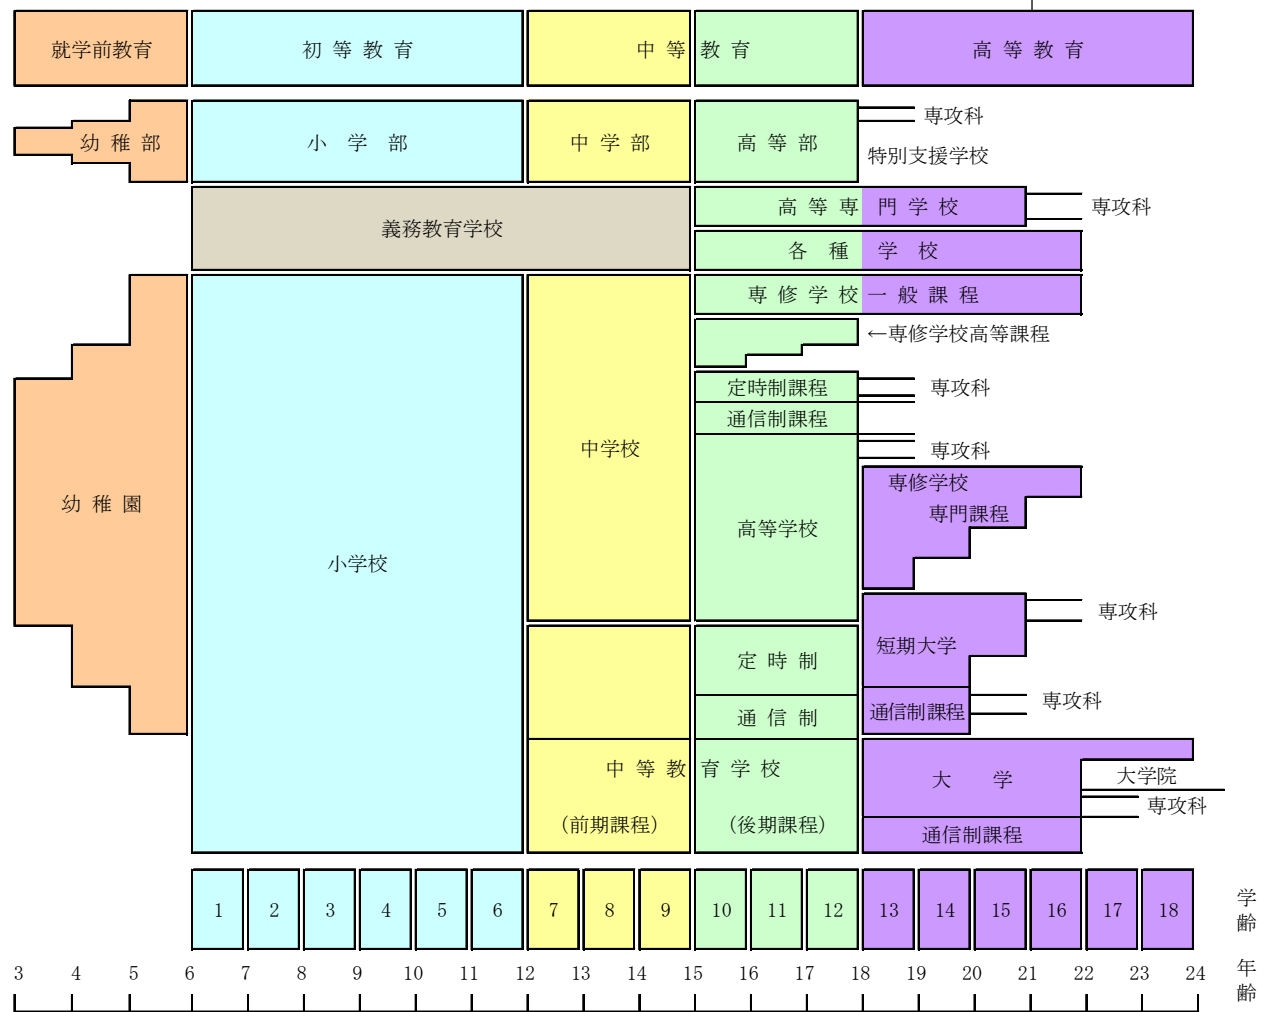 就学前教育
初等教育
中等教育
高等教育
幼稚部
小学部
中学部
高等部
専攻科
特別支援学校
義務教育学校
高等専門学校
専攻科
各種学校
専修学校一般課程
←専修学校高等課程
定時制課程
専攻科
通信制課程
中学校
専攻科
専修学校
専門課程
幼稚園
高等学校
小学校
専攻科
短期大学
定時制
専攻科
通信制
通信制課程
中等教育学校
大学
大学院
専攻科
(前期課程)
(後期課程)
通信制課程
1 2 3 4 5 6 7 8 9 10 11 12 13 14 15 16 17 18
学齢
3 4 5 6 7 8 9 10 11 12 13 14 15 16 17 18 19 20 21 22 23 24
年齢